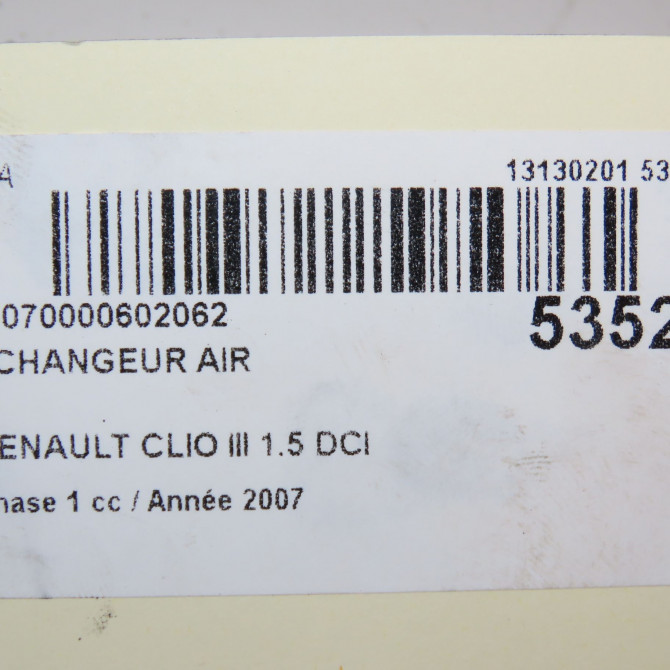 A 13130201 53
070000602062 5352
CHANGEUR AIR
ENAULT CLIO III 1.5 DCI
hase 1 cc / Année 2007